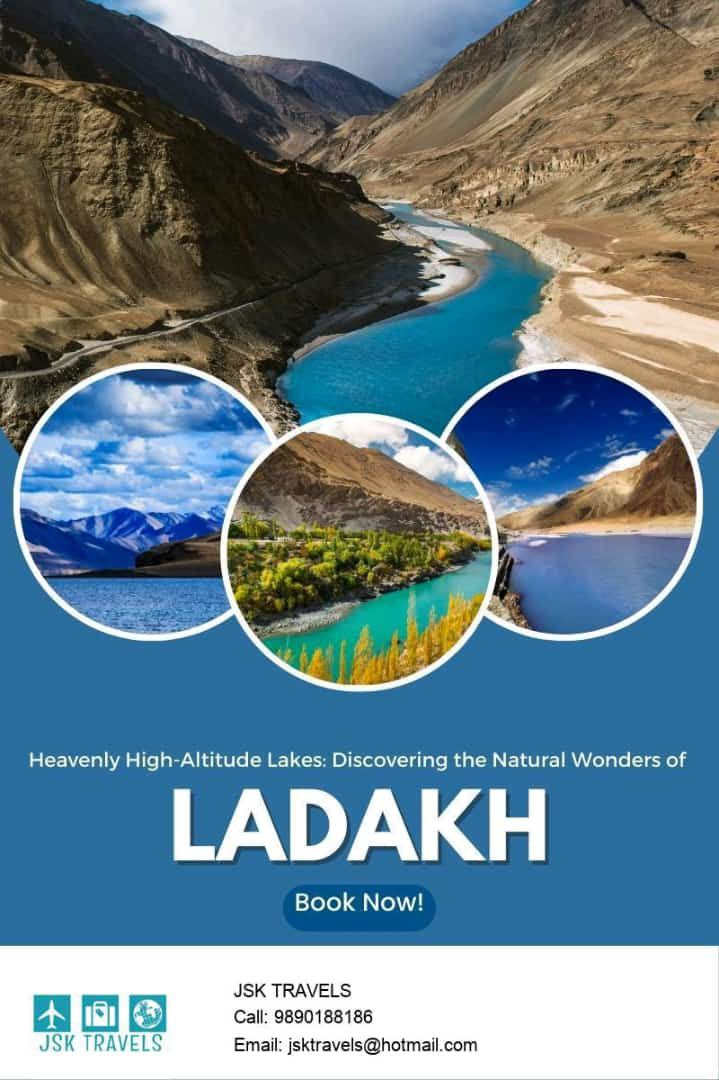 Heavenly High-Altitude Lakes: Discovering the Natural Wonders of
LADAKH
Book Now!
JSK TRAVELS
JSK TRAVELS
Call: 9890188186
Email: jsktravels@hotmail.com